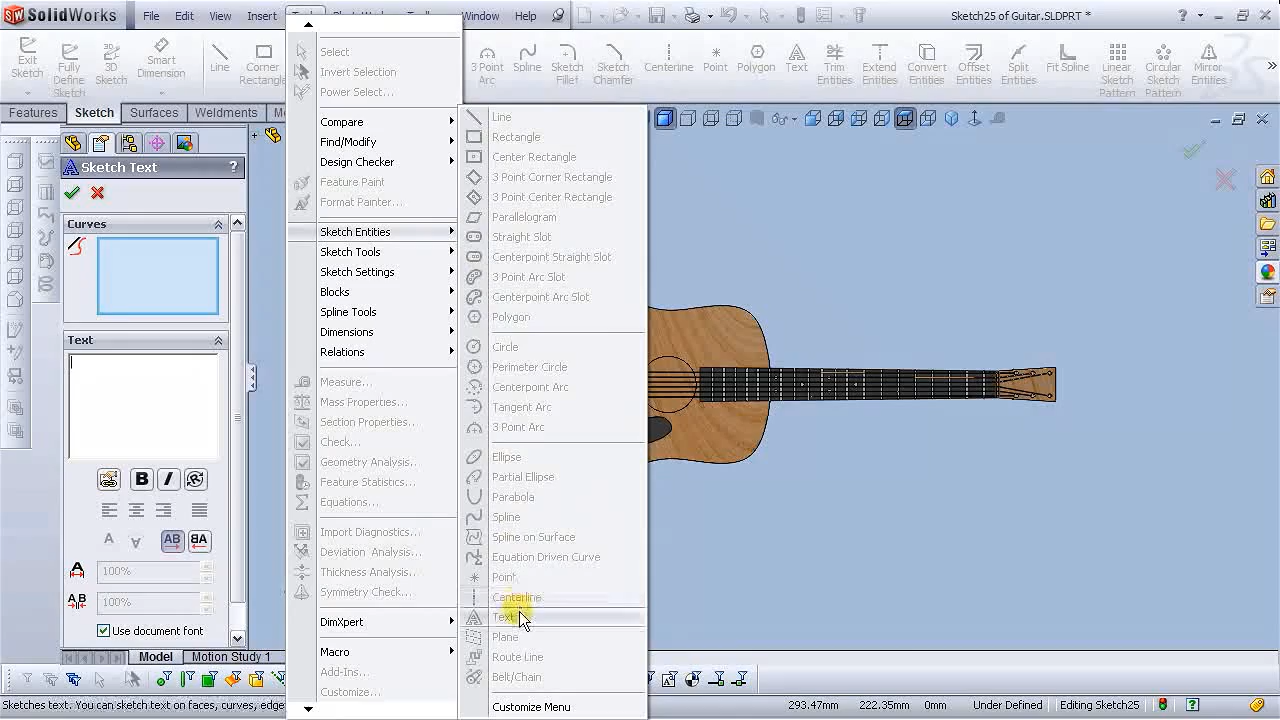 SolidWorks
File Edit View Insert Window Help
Sketch25 of Guitar.SLDPRT *
Exit Sketch
Fully Define Sketch
3D Sketch
Smart Dimension
Line
Corner Rectangle
3 Point Arc
Spline
Sketch Fillet
Sketch Chamfer
Centerline
Point
Polygon
Text
Trim Entities
Extend Entities
Convert Entities
Offset Entities
Split Entities
Fit Spline
Linear Sketch Pattern
Circular Sketch Pattern
Mirror Entities
Features Sketch Surfaces Weldments
Sketch Text ?
Curves
Text
B I
AB BA
A
100%
AB
100%
Use document font
Model Motion Study 1
Select
Invert Selection
Power Select...
Compare
Find/Modify
Design Checker
Feature Paint
Format Painter...
Sketch Entities
Sketch Tools
Sketch Settings
Blocks
Spline Tools
Dimensions
Relations
Measure...
Mass Properties...
Section Properties...
Check...
Geometry Analysis...
Feature Statistics...
Equations...
Import Diagnostics...
Deviation Analysis...
Thickness Analysis...
Symmetry Check...
DimXpert
Macro
Add-Ins...
Customize...
Line
Rectangle
Center Rectangle
3 Point Corner Rectangle
3 Point Center Rectangle
Parallelogram
Straight Slot
Centerpoint Straight Slot
3 Point Arc Slot
Centerpoint Arc Slot
Polygon
Circle
Perimeter Circle
Centerpoint Arc
Tangent Arc
3 Point Arc
Ellipse
Partial Ellipse
Parabola
Spline
Spline on Surface
Equation Driven Curve
Point
Centerline
Text
Plane
Route Line
Belt/Chain
Customize Menu
Sketches text. You can sketch text on faces, curves, edges
293.47mm 222.35mm 0mm Under Defined Editing Sketch25